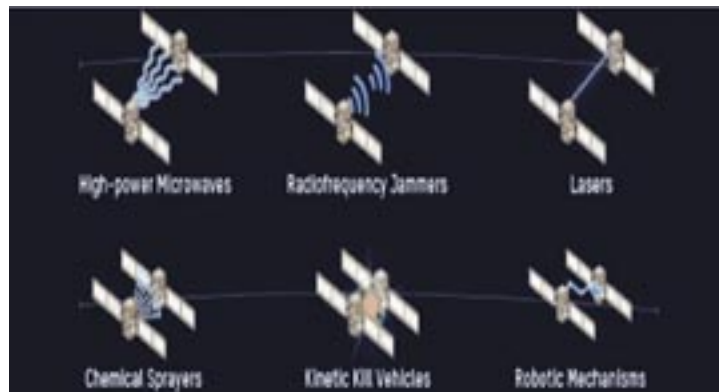 High-power Microwaves
Radiofrequency Jammers
Lasers
Chemical Sprayers
Kinetic Kill Vehicles
Robotic Mechanisms